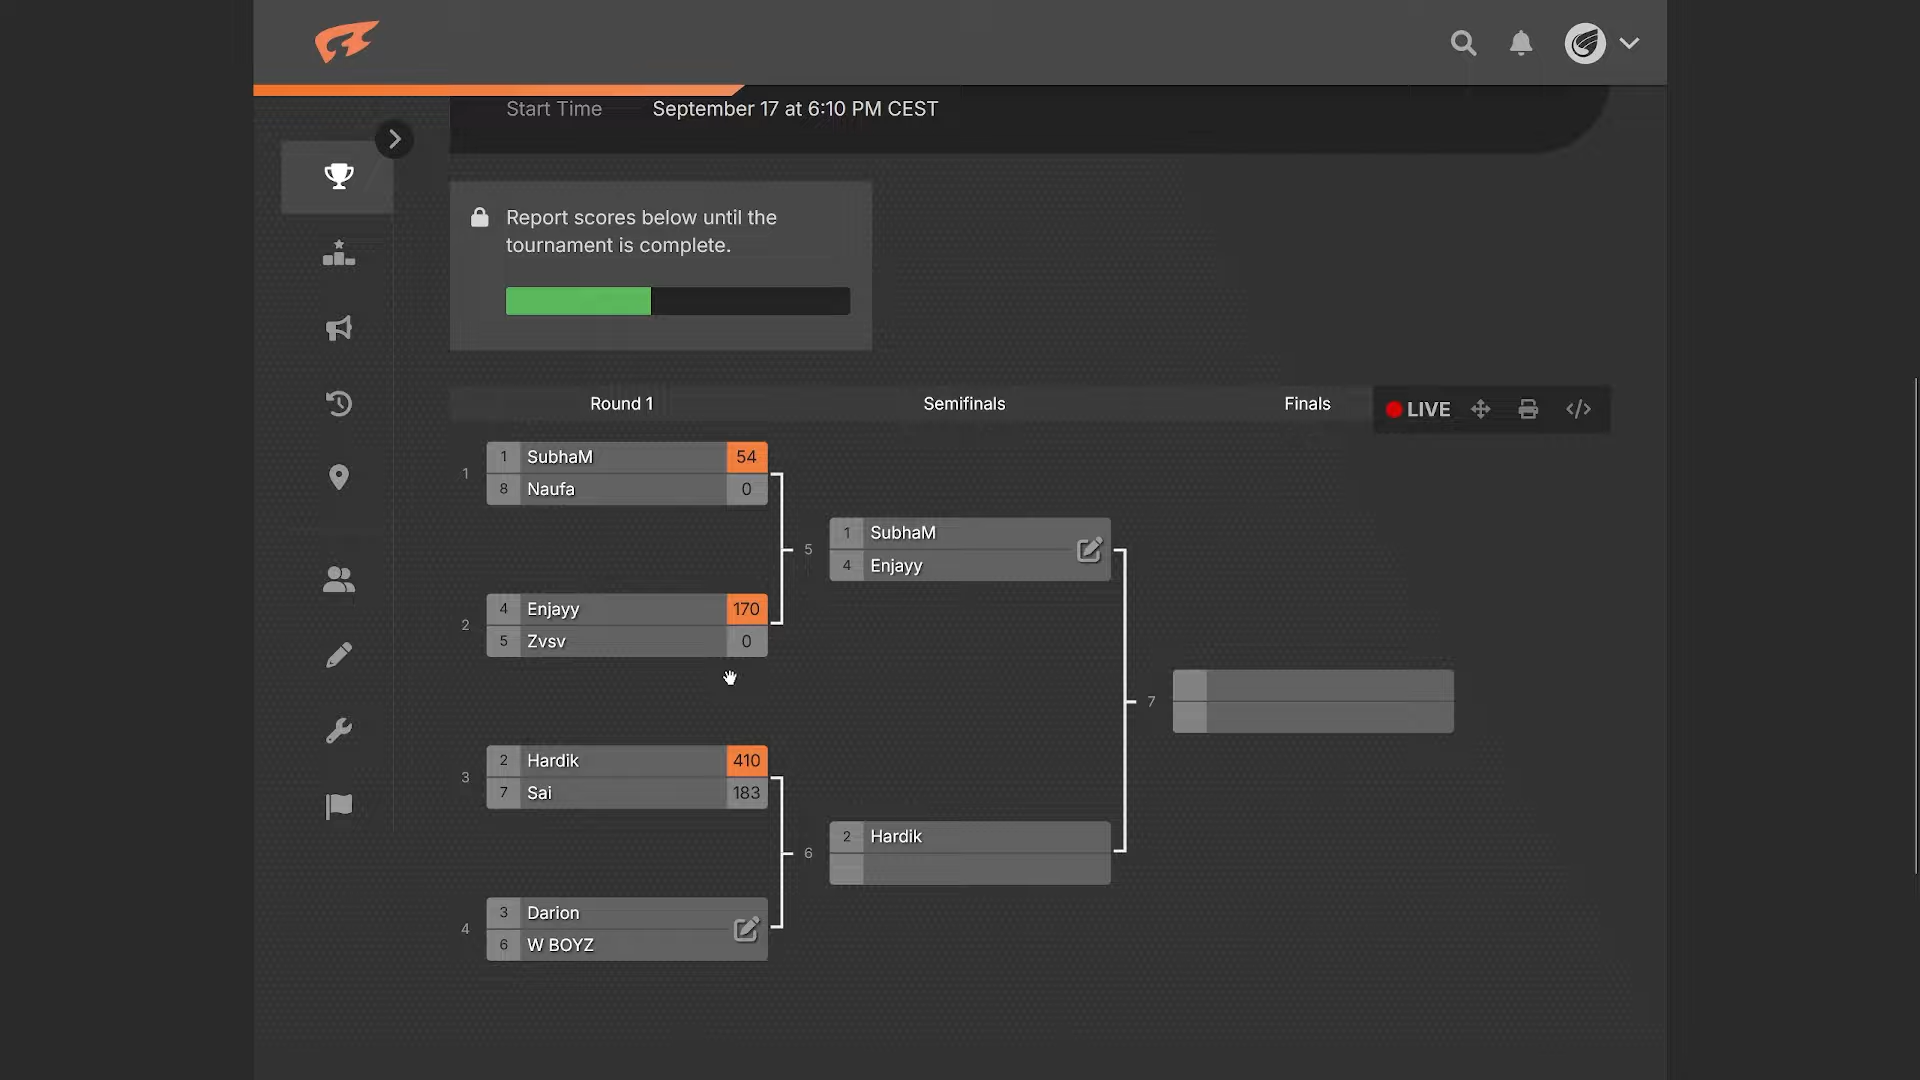 Start Time September 17 at 6:10 PM CEST
Report scores below until the
tournament is complete.
Round 1 Semifinals Finals LIVE </>
1
1 SubhaM 54
8 Naufa 0
5
1 SubhaM
4 Enjayy
2
4 Enjayy 170
5 Zvsv 0
7
3
2 Hardik 410
7 Sai 183
6
2 Hardik
4
3 Darion
6 W BOYZ